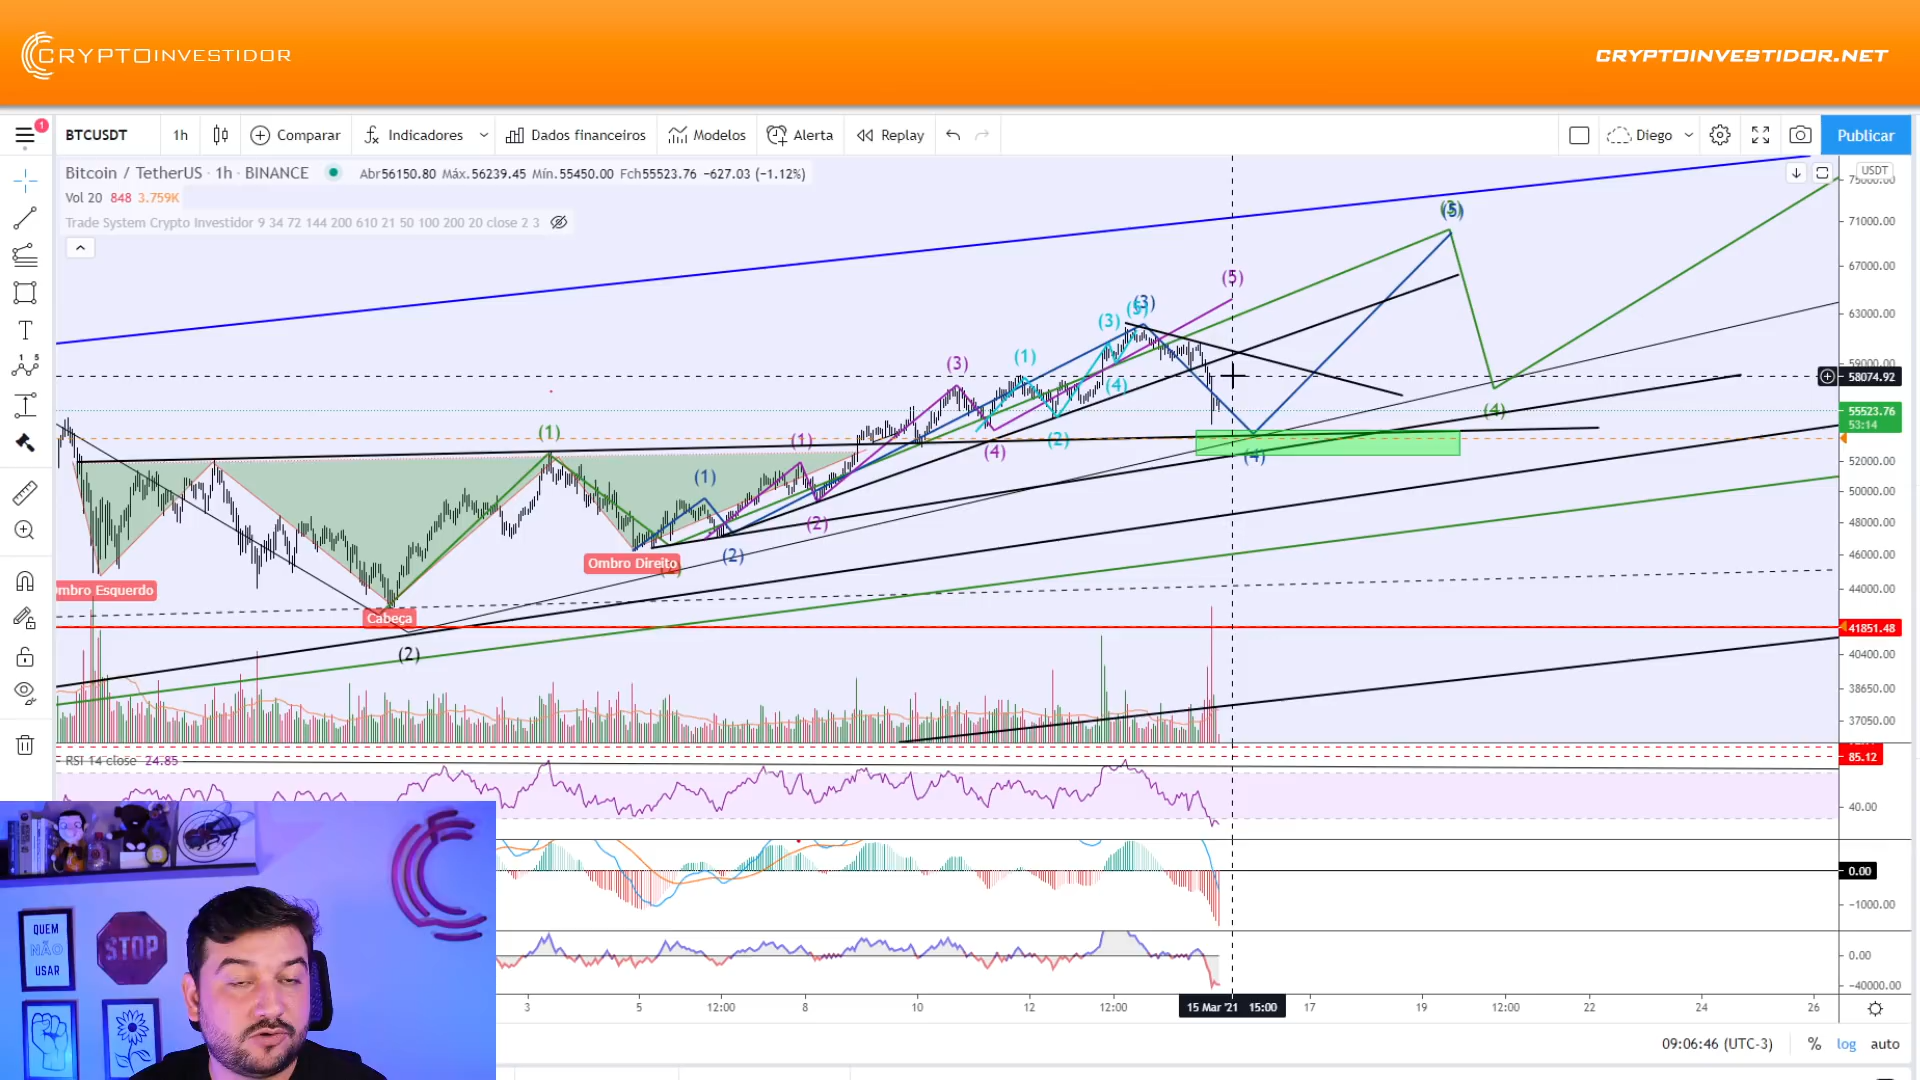 CRYPTOINVESTIDOR
CRYPTOINVESTIDOR.NET
1
BTCUSDT
1h
Comparar
Indicadores
Dados financeiros
Modelos
Alerta
Replay
Diego
Publicar
Bitcoin / TetherUS · 1h · BINANCE
Abr56150.80 Máx.56239.45 Mín.55450.00 Fch55523.76 −627.03 (−1.12%)
Vol 20 848 3.759K
Trade System Crypto Investidor 9 34 72 144 200 610 21 50 100 200 20 close 2 3
USDT
75000.00
71000.00
67000.00
63000.00
59000.00
58074.92
55523.76
53:14
52000.00
50000.00
48000.00
46000.00
44000.00
41851.48
40400.00
38650.00
37050.00
(5)
(5)
(3)
(3)
(1)
(3)
(4)
(4)
(1)
(1)
(2)
(4)
(4)
(1)
(2)
(2)
Ombro Direito
mbro Esquerdo
Cabeça
(2)
RSI 14 close 24.85
85.12
40.00
0.00
−1000.00
0.00
−40000.00
QUEM
NÃO
USAR
STOP
3
5
12:00
8
10
12
12:00
15 Mar '21 15:00
17
19
12:00
22
24
26
09:06:46 (UTC-3)
%
log
auto